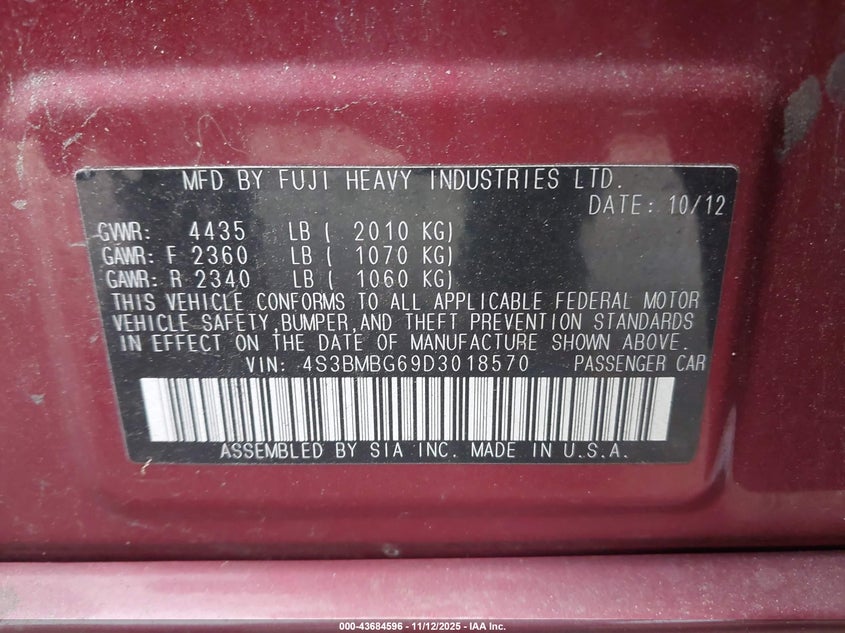 MFD BY FUJI HEAVY INDUSTRIES LTD.
DATE: 10/12
GVWR: 4435 LB ( 2010 KG)
GAWR: F 2360 LB ( 1070 KG)
GAWR: R 2340 LB ( 1060 KG)
THIS VEHICLE CONFORMS TO ALL APPLICABLE FEDERAL MOTOR
VEHICLE SAFETY,BUMPER,AND THEFT PREVENTION STANDARDS
IN EFFECT ON THE DATE OF MANUFACTURE SHOWN ABOVE.
VIN: 4S3BMBG69D3018570 PASSENGER CAR
ASSEMBLED BY SIA INC. MADE IN U.S.A.
000-43684596 - 11/12/2025 - IAA Inc.